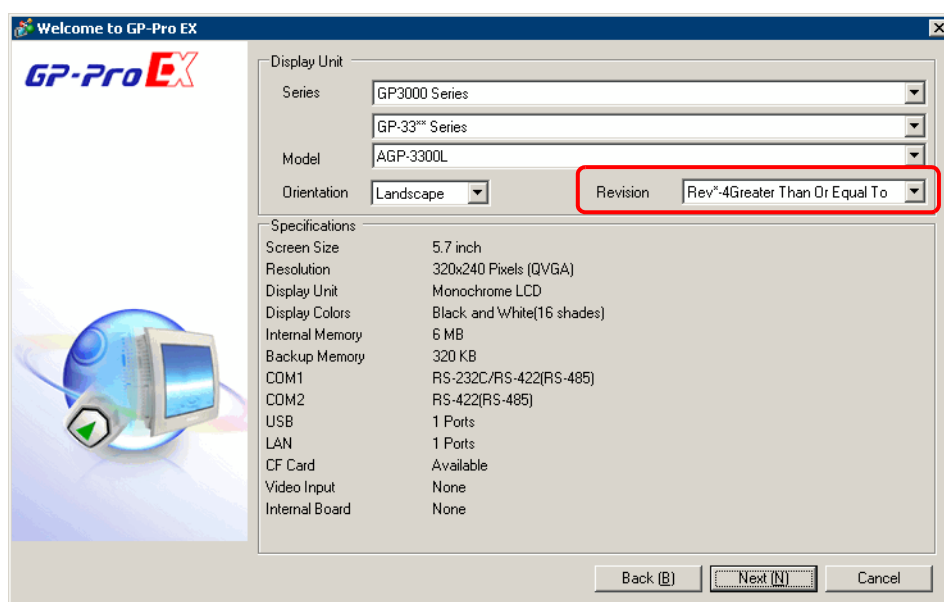 Welcome to GP-Pro EX
GP-Pro EX
Display Unit
Series GP3000 Series
GP-33** Series
Model AGP-3300L
Orientation Landscape Revision Rev*-4Greater Than Or Equal To
Specifications
Screen Size 5.7 inch
Resolution 320x240 Pixels (QVGA)
Display Unit Monochrome LCD
Display Colors Black and White(16 shades)
Internal Memory 6 MB
Backup Memory 320 KB
COM1 RS-232C/RS-422(RS-485)
COM2 RS-422(RS-485)
USB 1 Ports
LAN 1 Ports
CF Card Available
Video Input None
Internal Board None
Back (B) Next (N) Cancel